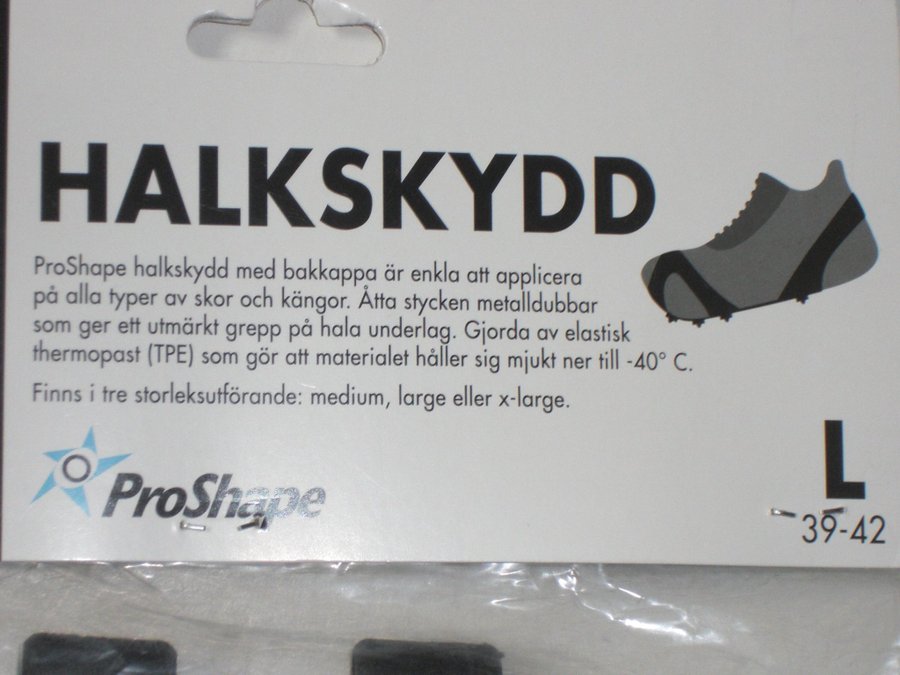 HALKSKYDD
ProShape halkskydd med bakkappa är enkla att applicera
på alla typer av skor och kängor. Åtta stycken metalldubbar
som ger ett utmärkt grepp på hala underlag. Gjorda av elastisk
thermopast (TPE) som gör att materialet håller sig mjukt ner till -40° C.
Finns i tre storleksutförande: medium, large eller x-large.
ProShape
L
39-42